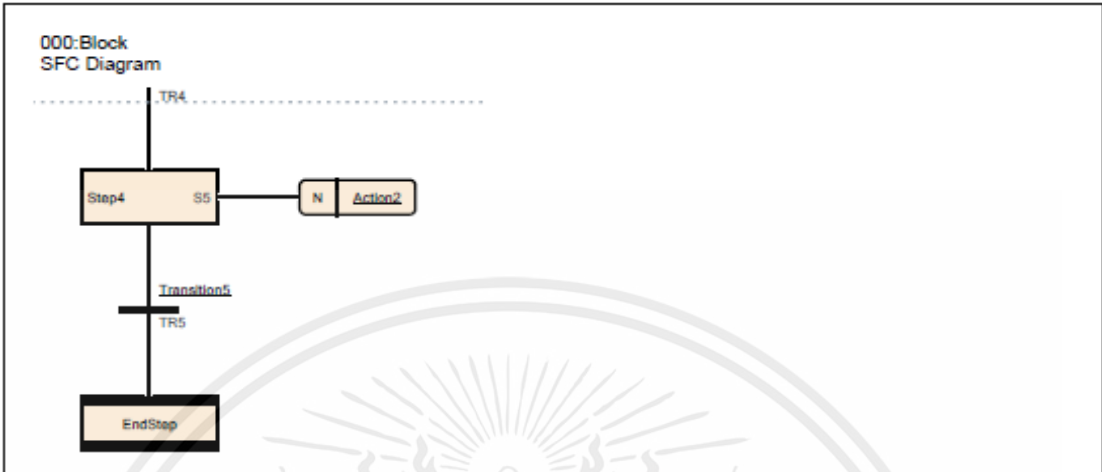 000:Block
SFC Diagram
TR4
Step4 S5 N Action2
Transition5
TR5
EndStep